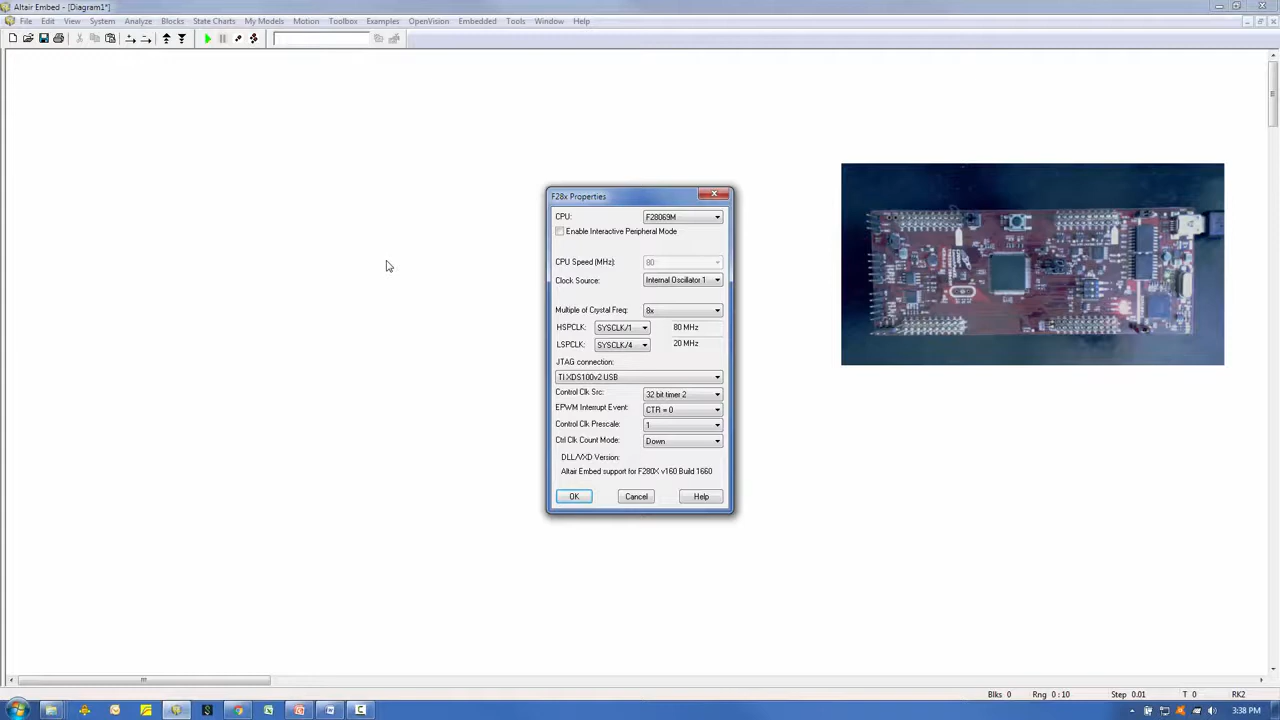 Altair Embed - [Diagram1*]
File Edit View System Analyze Blocks State Charts My Models Motion Toolbox Examples OpenVision Embedded Tools Window Help
F28x Properties
CPU: F28069M
Enable Interactive Peripheral Mode
CPU Speed (MHz): 80
Clock Source: Internal Oscillator 1
Multiple of Crystal Freq: 8x
HSPCLK: SYSCLK/1 80 MHz
LSPCLK: SYSCLK/4 20 MHz
JTAG connection:
TI XDS100v2 USB
Control Clk Src: 32 bit timer 2
EPWM Interrupt Event: CTR = 0
Control Clk Prescale: 1
Ctrl Clk Count Mode: Down
DLL/VXD Version:
Altair Embed support for F280X v160 Build 1660
OK Cancel Help
Blks 0 Rng 0:10 Step 0.01 T 0 RK2
3:38 PM